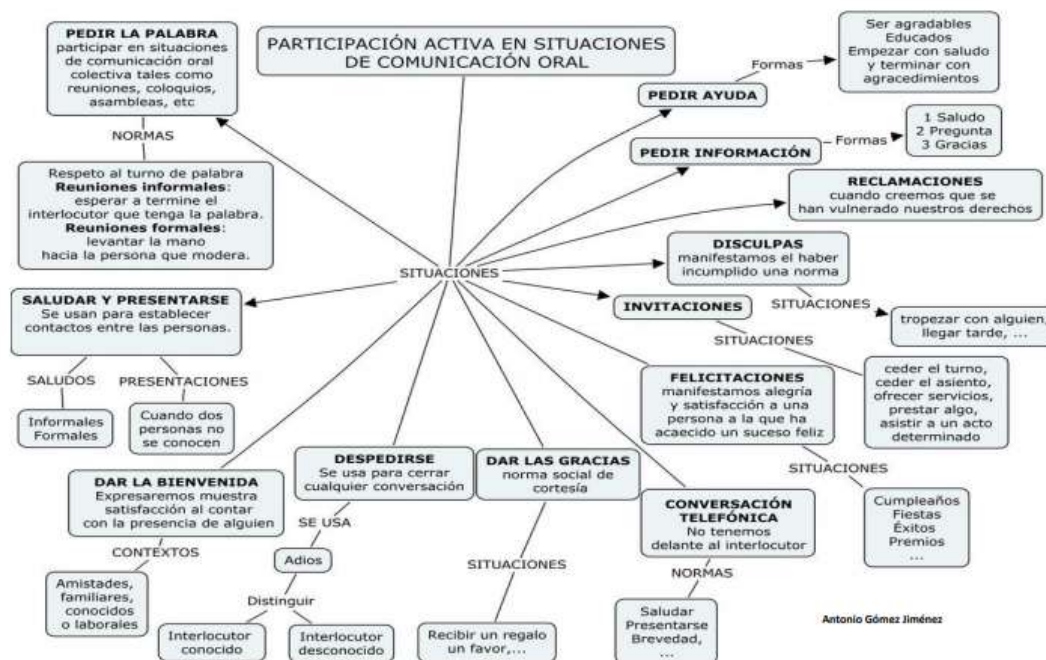 PARTICIPACIÓN ACTIVA EN SITUACIONES
DE COMUNICACIÓN ORAL
SITUACIONES
PEDIR LA PALABRA
participar en situaciones
de comunicación oral
colectiva tales como
reuniones, coloquios,
asambleas, etc
NORMAS
Respeto al turno de palabra
Reuniones informales:
esperar a termine el
interlocutor que tenga la palabra.
Reuniones formales:
levantar la mano
hacia la persona que modera.
PEDIR AYUDA
Formas
Ser agradables
Educados
Empezar con saludo
y terminar con
agracedimientos
PEDIR INFORMACIÓN
Formas
1 Saludo
2 Pregunta
3 Gracias
RECLAMACIONES
cuando creemos que se
han vulnerado nuestros derechos
DISCULPAS
manifestamos el haber
incumplido una norma
SITUACIONES
tropezar con alguien,
llegar tarde, ...
INVITACIONES
SITUACIONES
ceder el turno,
ceder el asiento,
ofrecer servicios,
prestar algo,
asistir a un acto
determinado
FELICITACIONES
manifestamos alegría
y satisfacción a una
persona a la que ha
acaecido un suceso feliz
SITUACIONES
Cumpleaños
Fiestas
Éxitos
Premios
...
SALUDAR Y PRESENTARSE
Se usan para establecer
contactos entre las personas.
SALUDOS
Informales
Formales
PRESENTACIONES
Cuando dos
personas no
se conocen
DAR LA BIENVENIDA
Expresaremos muestra
satisfacción al contar
con la presencia de alguien
CONTEXTOS
Amistades,
familiares,
conocidos
o laborales
DESPEDIRSE
Se usa para cerrar
cualquier conversación
SE USA
Adios
Distinguir
Interlocutor
conocido
Interlocutor
desconocido
DAR LAS GRACIAS
norma social de
cortesía
SITUACIONES
Recibir un regalo
un favor,...
CONVERSACIÓN
TELEFÓNICA
No tenemos
delante al interlocutor
NORMAS
Saludar
Presentarse
Brevedad,
...
Antonio Gómez Jiménez